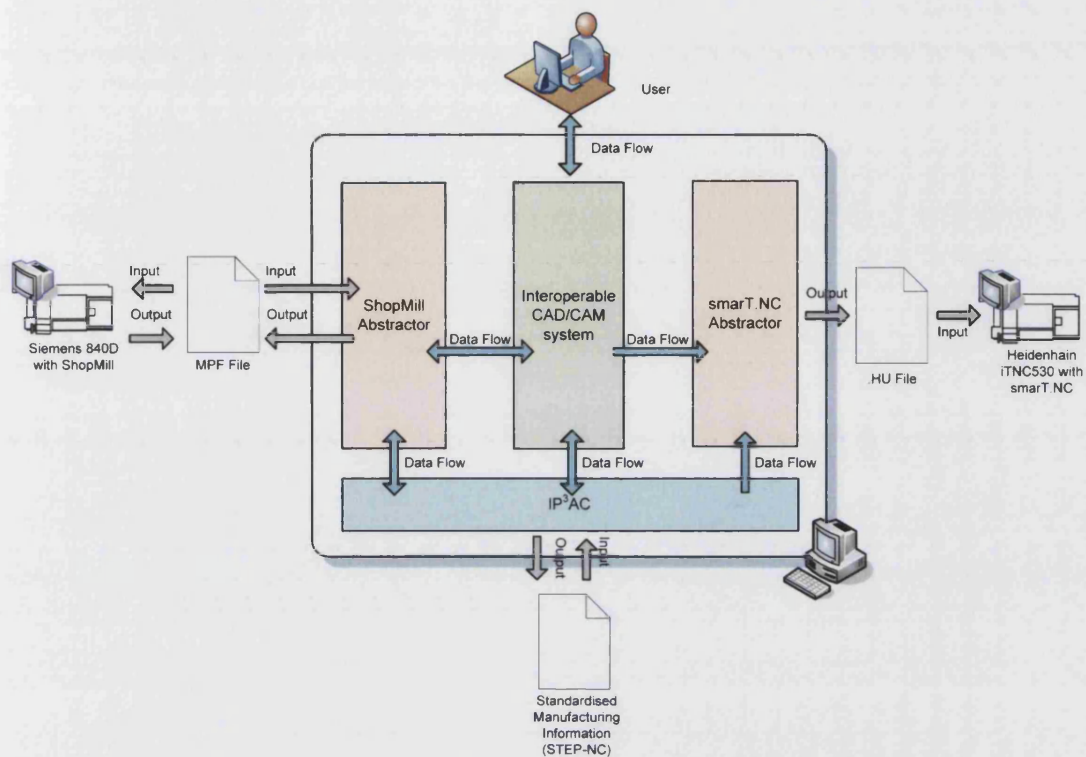 User
Data Flow
ShopMill
Abstractor
Interoperable
CAD/CAM
system
smarT.NC
Abstractor
Input
Output
Input
Output
Siemens 840D
with ShopMill
MPF File
Data Flow
Data Flow
Output
Input
.HU File
Heidenhain
iTNC530 with
smarT.NC
Data Flow
Data Flow
Data Flow
IP³AC
Output
Input
Standardised
Manufacturing
Information
(STEP-NC)